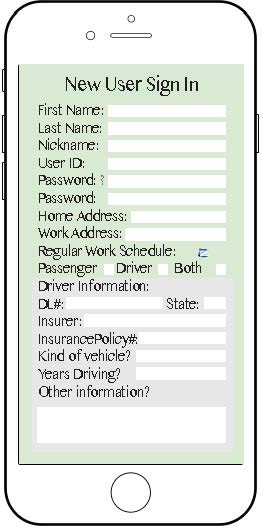 New User Sign In
First Name:
Last Name:
Nickname:
User ID:
Password: ?
Password:
Home Address:
Work Address:
Regular Work Schedule:
Passenger Driver Both
Driver Information:
DL#: State:
Insurer:
InsurancePolicy#:
Kind of vehicle?
Years Driving?
Other information?